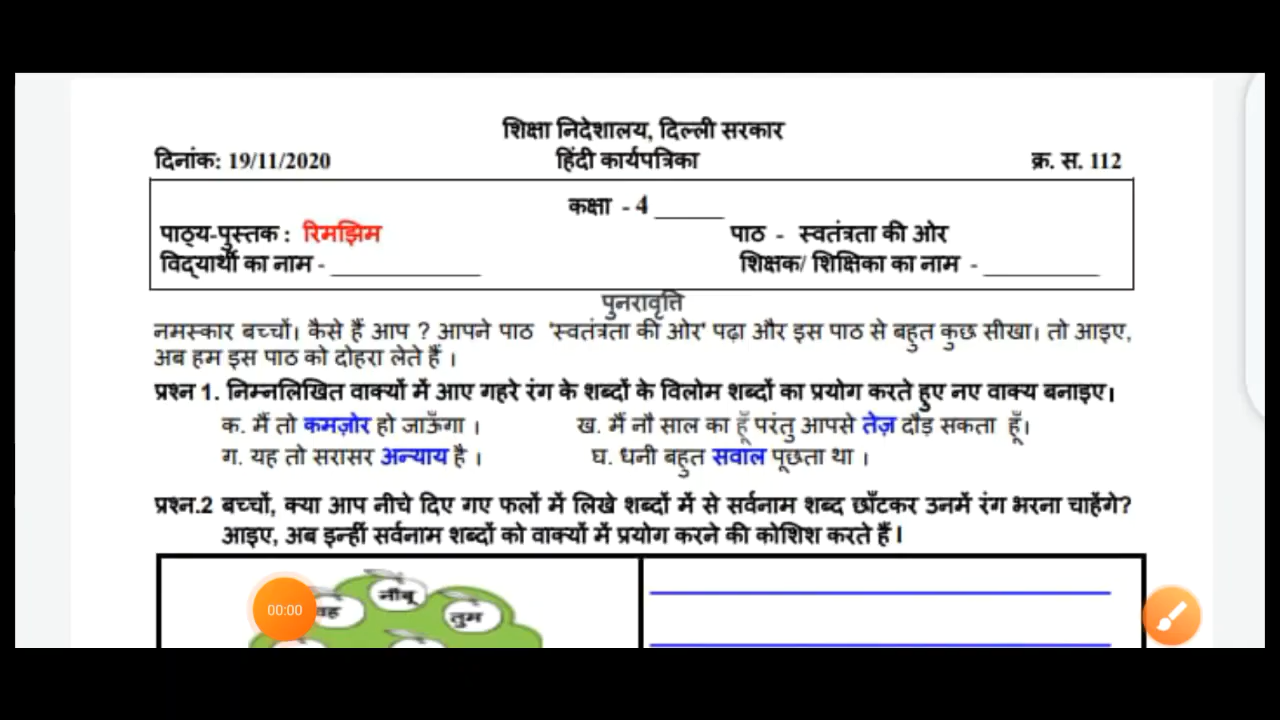 शिक्षा निदेशालय, दिल्ली सरकार
दिनांक: 19/11/2020 हिंदी कार्यपत्रिका क्र. स. 112
कक्षा - 4 ______
पाठ्य-पुस्तक : रिमझिम पाठ - स्वतंत्रता की ओर
विद्यार्थी का नाम - ______________ शिक्षक/ शिक्षिका का नाम - ___________
पुनरावृत्ति
नमस्कार बच्चों। कैसे हैं आप ? आपने पाठ 'स्वतंत्रता की ओर' पढ़ा और इस पाठ से बहुत कुछ सीखा। तो आइए,
अब हम इस पाठ को दोहरा लेते हैं ।
प्रश्न 1. निम्नलिखित वाक्यों में आए गहरे रंग के शब्दों के विलोम शब्दों का प्रयोग करते हुए नए वाक्य बनाइए।
क. मैं तो कमज़ोर हो जाऊँगा । ख. मैं नौ साल का हूँ परंतु आपसे तेज़ दौड़ सकता हूँ।
ग. यह तो सरासर अन्याय है । घ. धनी बहुत सवाल पूछता था ।
प्रश्न.2 बच्चों, क्या आप नीचे दिए गए फलों में लिखे शब्दों में से सर्वनाम शब्द छाँटकर उनमें रंग भरना चाहेंगे?
आइए, अब इन्हीं सर्वनाम शब्दों को वाक्यों में प्रयोग करने की कोशिश करते हैं ।
नींबू
तुम
00:00